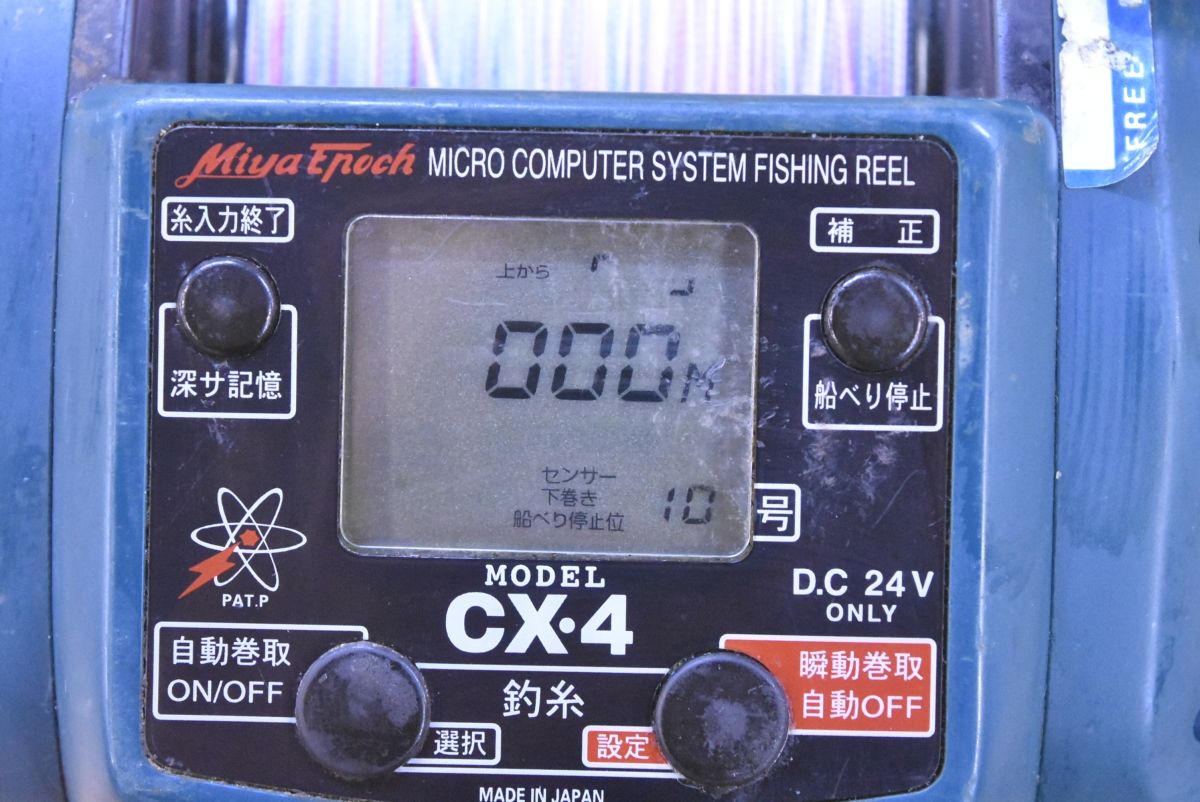 FREE
Miya Epoch MICRO COMPUTER SYSTEM FISHING REEL
糸入力終了
補 正
上から
000M
深サ記憶
船べり停止
センサー
下巻き
船べり停止位
10
号
PAT.P
MODEL
CX・4
D.C 24V
ONLY
自動巻取
ON/OFF
釣糸
瞬動巻取
自動OFF
選択
設定
MADE IN JAPAN